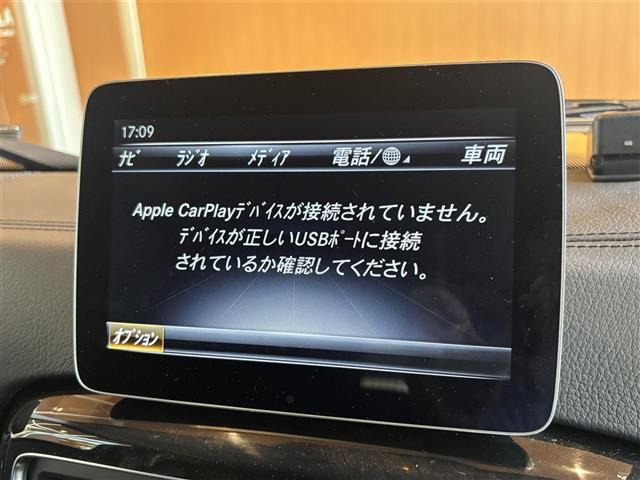 17:09
ﾅﾋﾞ ﾗｼﾞｵ ﾒﾃﾞｨｱ 電話/ 車両
Apple CarPlayﾃﾞﾊﾞｲｽが接続されていません。
ﾃﾞﾊﾞｲｽが正しいUSBﾎﾟｰﾄに接続
されているか確認してください。
ｵﾌﾟｼｮﾝ